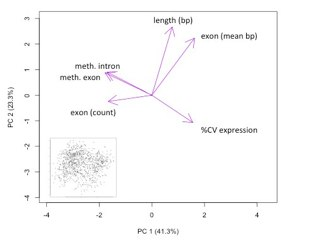 length (bp)
exon (mean bp)
meth. intron
meth. exon
exon (count)
%CV expression
3
2
1
0
-1
-2
-3
-4
PC 2 (23.3%)
-4 -2 0 2 4
PC 1 (41.3%)